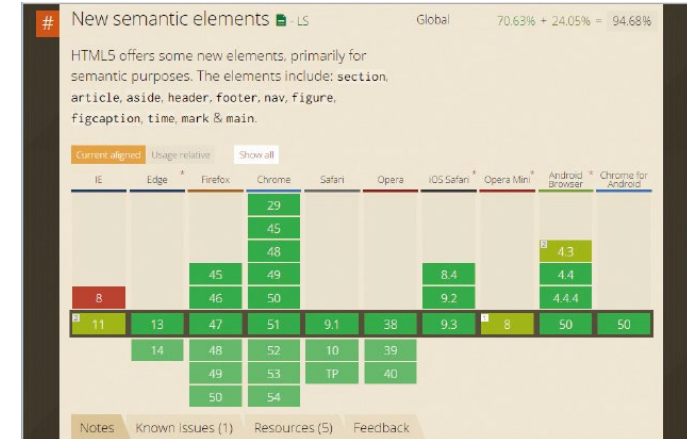 #
New semantic elements - LS Global 70.63% + 24.05% = 94.68%
HTML5 offers some new elements, primarily for
semantic purposes. The elements include: section,
article, aside, header, footer, nav, figure,
figcaption, time, mark & main.
Current aligned Usage relative Show all
IE Edge * Firefox Chrome Safari Opera iOS Safari * Opera Mini * Android Browser * Chrome for Android
29
45
48 2 4.3
45 49 8.4 4.4
8 46 50 9.2 4.4.4
2 11 13 47 51 9.1 38 9.3 1 8 50 50
14 48 52 10 39
49 53 TP 40
50 54
Notes Known issues (1) Resources (5) Feedback